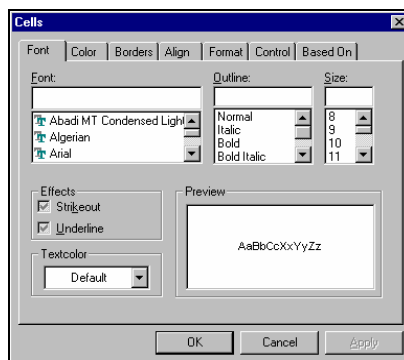 Cells
Font Color Borders Align Format Control Based On
Font: Outline: Size:
Abadi MT Condensed Light Normal 8
Algerian Italic 9
Arial Bold 10
Bold Italic 11
Effects
Strikeout
Underline
Preview
AaBbCcXxYyZz
Textcolor
Default
OK Cancel Apply